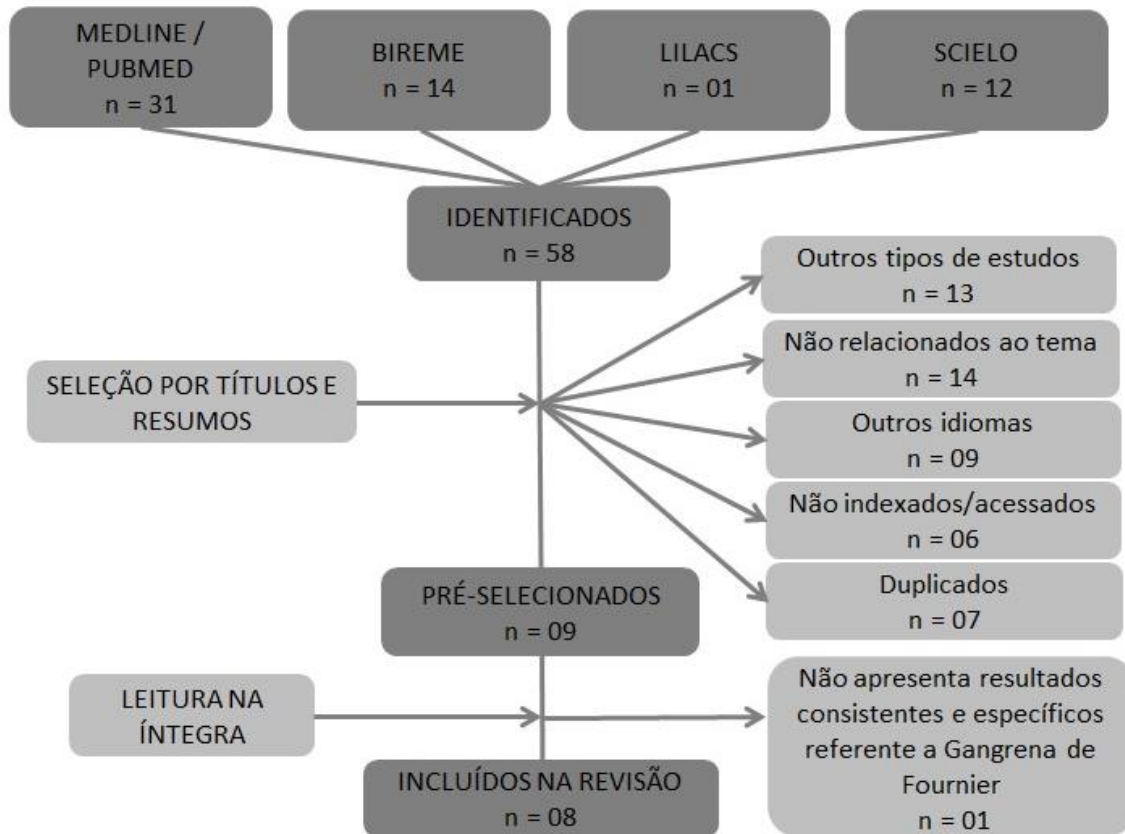 MEDLINE /
PUBMED
n = 31
BIREME
n = 14
LILACS
n = 01
SCIELO
n = 12
IDENTIFICADOS
n = 58
SELEÇÃO POR TÍTULOS E
RESUMOS
Outros tipos de estudos
n = 13
Não relacionados ao tema
n = 14
Outros idiomas
n = 09
Não indexados/acessados
n = 06
Duplicados
n = 07
PRÉ-SELECIONADOS
n = 09
LEITURA NA
ÍNTEGRA
Não apresenta resultados
consistentes e específicos
referente a Gangrena de
Fournier
n = 01
INCLUÍDOS NA REVISÃO
n = 08